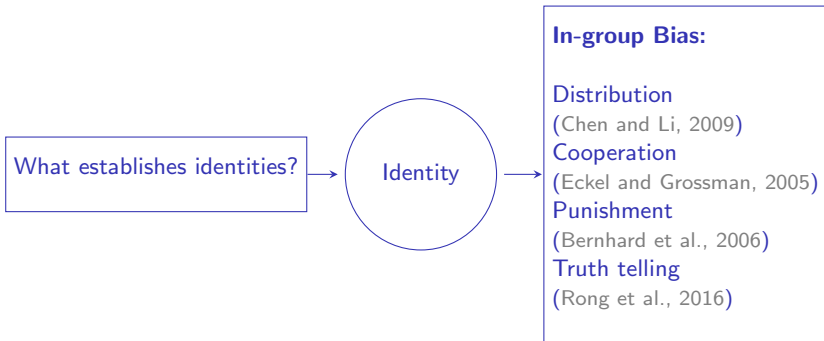 What establishes identities?
Identity
In-group Bias:
Distribution
(Chen and Li, 2009)
Cooperation
(Eckel and Grossman, 2005)
Punishment
(Bernhard et al., 2006)
Truth telling
(Rong et al., 2016)